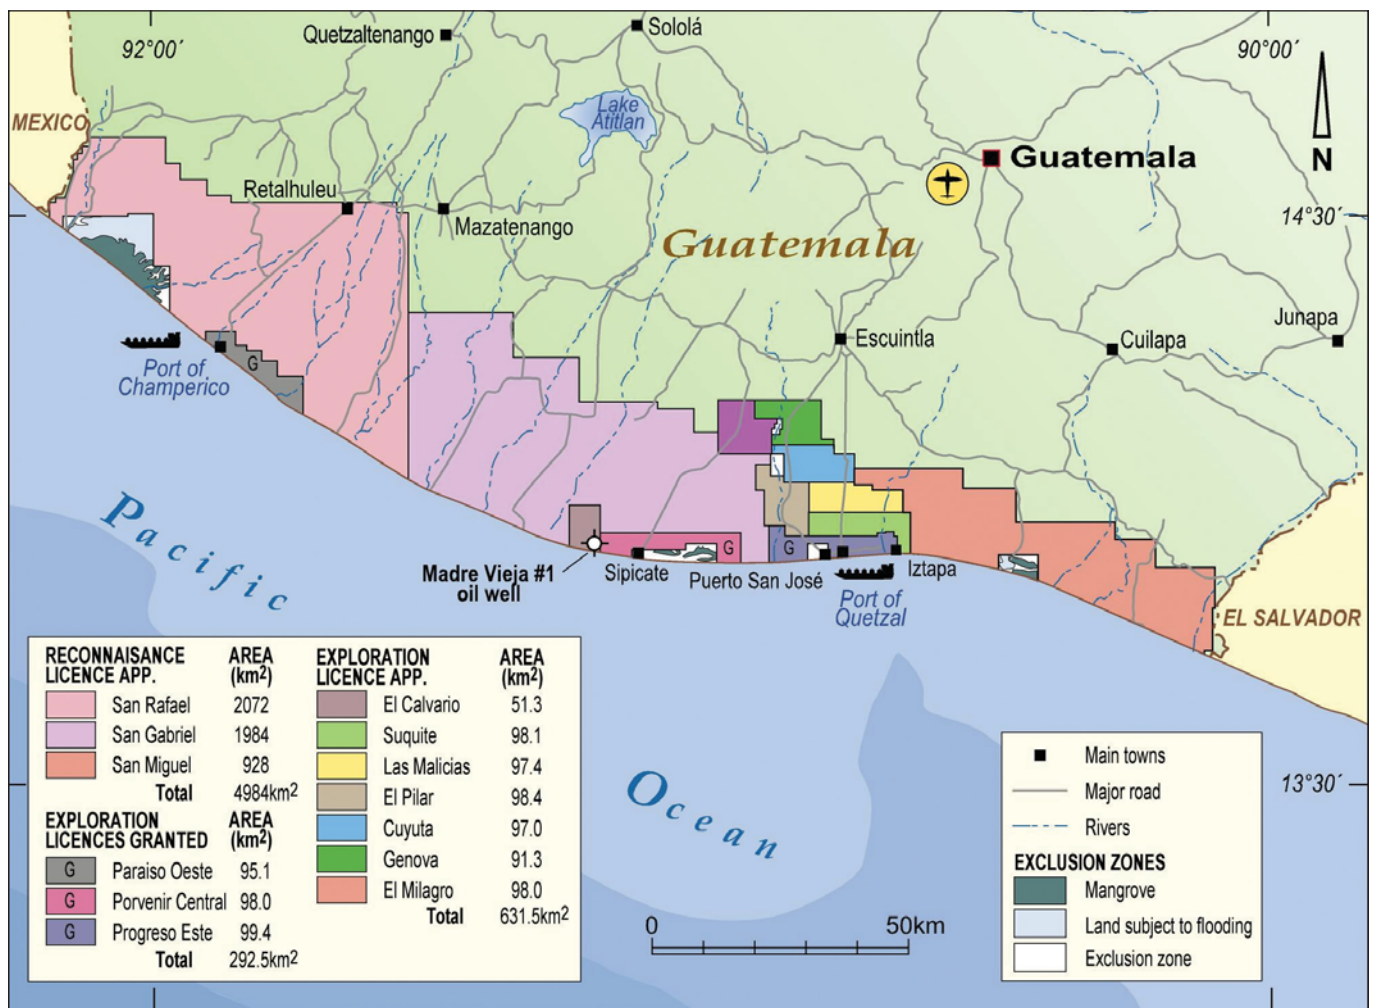 92°00´
90°00´
Quetzaltenango
Sololá
MEXICO
Lake
Atitlan
Guatemala
N
Retalhuleu
Mazatenango
14°30´
Guatemala
Port of
Champerico
G
Escuintla
Cuilapa
Junapa
Pacific
Madre Vieja #1
oil well
Sipicate
G
Puerto San José
G
Iztapa
Port of
Quetzal
EL SALVADOR
RECONNAISANCE
LICENCE APP.
AREA
(km2)
San Rafael 2072
San Gabriel 1984
San Miguel 928
Total 4984km2
EXPLORATION
LICENCES GRANTED
AREA
(km2)
G Paraiso Oeste 95.1
G Porvenir Central 98.0
G Progreso Este 99.4
Total 292.5km2
EXPLORATION
LICENCE APP.
AREA
(km2)
El Calvario 51.3
Suquite 98.1
Las Malicias 97.4
El Pilar 98.4
Cuyuta 97.0
Genova 91.3
El Milagro 98.0
Total 631.5km2
Ocean
0 50km
13°30´
Main towns
Major road
Rivers
EXCLUSION ZONES
Mangrove
Land subject to flooding
Exclusion zone